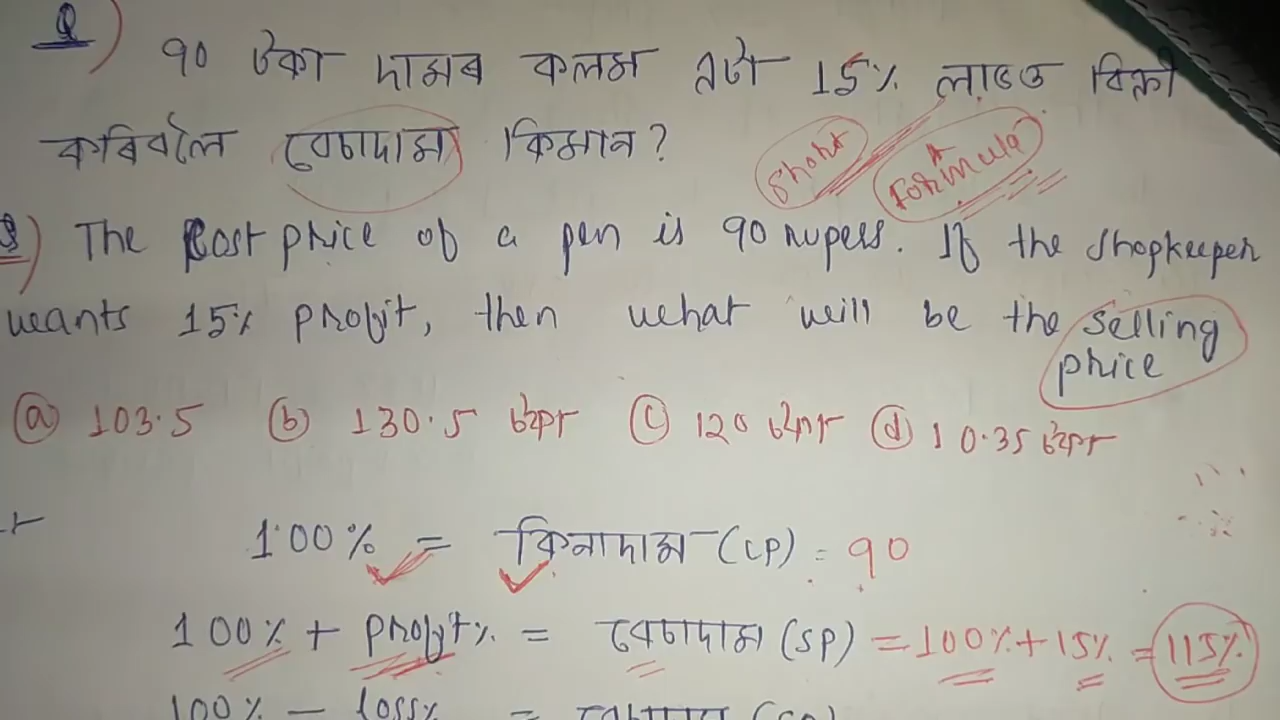 Q) 90 টকা দামৰ কলম এটা 15% লাভত বিক্ৰী
কৰিবলৈ বেচাদাম কিমান?
Short Formula
Q) The Cost price of a pen is 90 rupess. If the shopkeeper
wants 15% profit, then what will be the selling
price
(a) 103.5 (b) 130.5 টকা (c) 120 টকা (d) 10.35 টকা
100% = কিনাদাম (CP) = 90
100% + profit% = বেচাদাম (SP) = 100% + 15% = 115%
100% - loss% = বেচাদাম